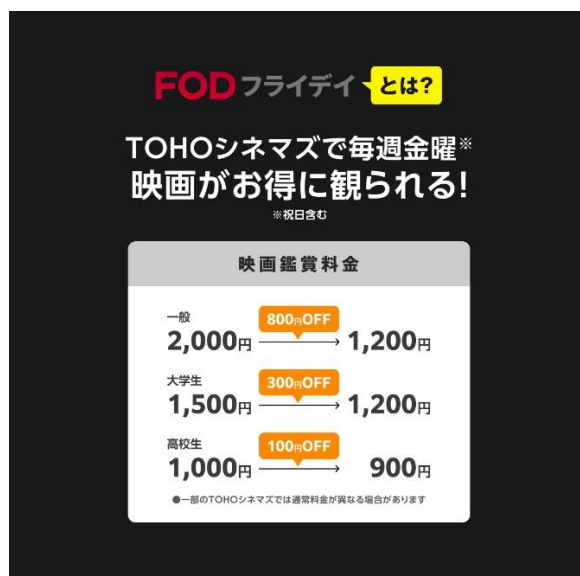 FODフライデイ とは?
TOHOシネマズで毎週金曜※
映画がお得に観られる!
※祝日含む
映画鑑賞料金
一般
800円OFF
2,000円 → 1,200円
大学生
300円OFF
1,500円 → 1,200円
高校生
100円OFF
1,000円 → 900円
●一部のTOHOシネマズでは通常料金が異なる場合があります